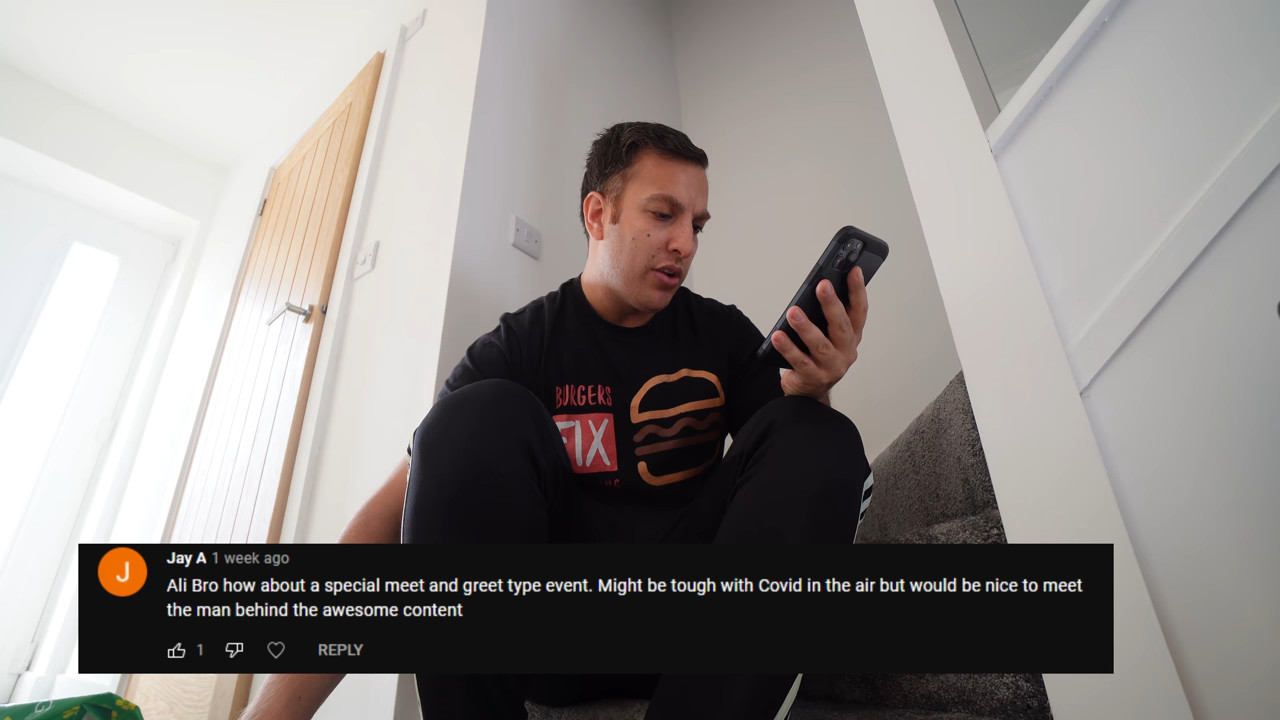 BURGERS
FIX
Jay A 1 week ago
Ali Bro how about a special meet and greet type event. Might be tough with Covid in the air but would be nice to meet
the man behind the awesome content
1
REPLY
J